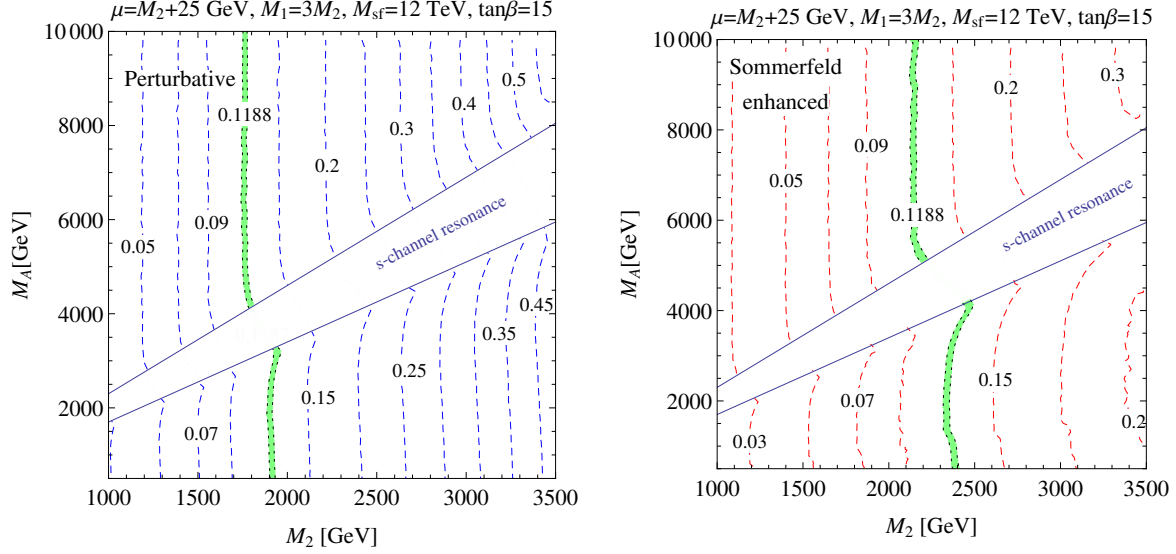 μ=M₂+25 GeV, M₁=3M₂, M_sf=12 TeV, tanβ=15
Perturbative
0.5
0.4
0.1188
0.3
0.2
0.09
0.05
s-channel resonance
0.45
0.35
0.25
0.15
0.07
10 000
8000
6000
4000
2000
M_A[GeV]
1000 1500 2000 2500 3000 3500
M₂ [GeV]
μ=M₂+25 GeV, M₁=3M₂, M_sf=12 TeV, tanβ=15
Sommerfeld
enhanced
0.3
0.2
0.09
0.05
0.1188
s-channel resonance
0.15
0.07
0.03
0.2
10 000
8000
6000
4000
2000
M_A [GeV]
1000 1500 2000 2500 3000 3500
M₂ [GeV]